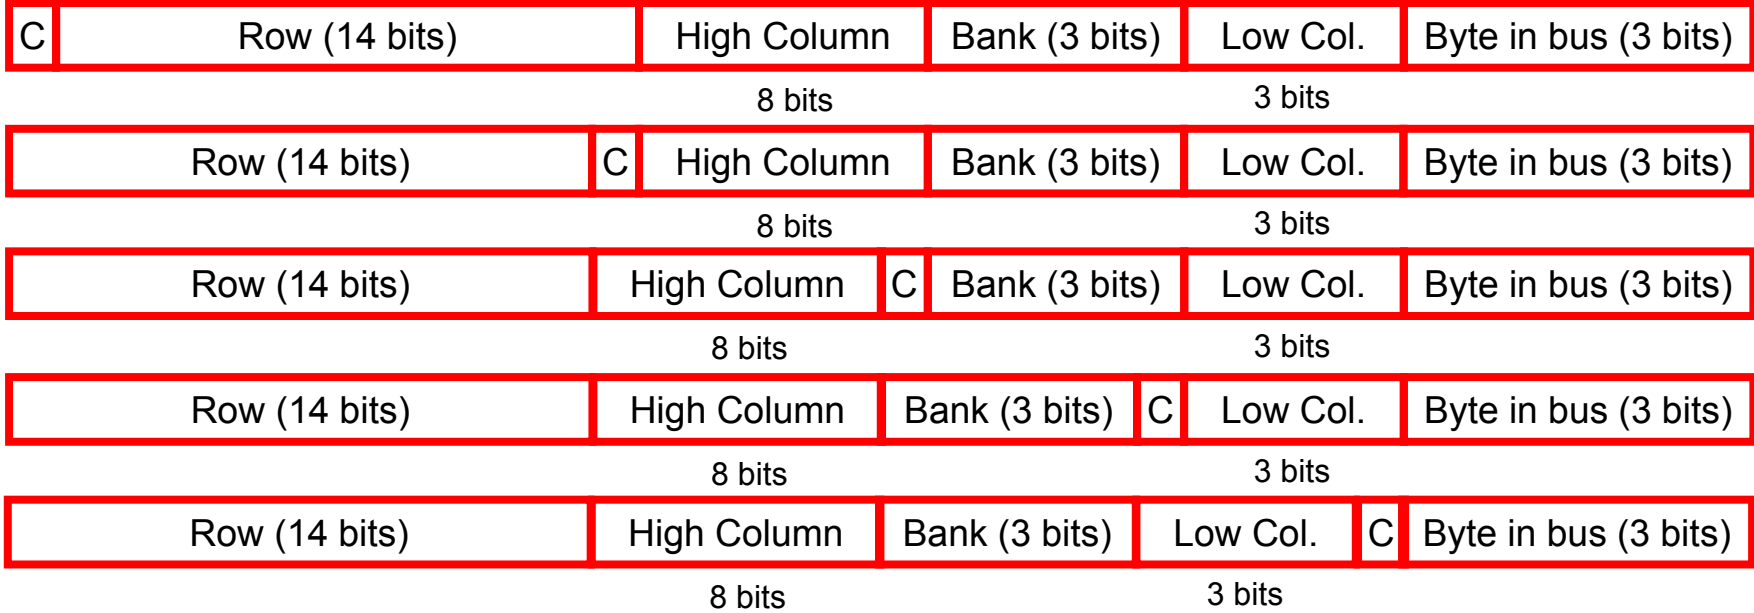 C Row (14 bits) High Column Bank (3 bits) Low Col. Byte in bus (3 bits)
8 bits 3 bits
Row (14 bits) C High Column Bank (3 bits) Low Col. Byte in bus (3 bits)
8 bits 3 bits
Row (14 bits) High Column C Bank (3 bits) Low Col. Byte in bus (3 bits)
8 bits 3 bits
Row (14 bits) High Column Bank (3 bits) C Low Col. Byte in bus (3 bits)
8 bits 3 bits
Row (14 bits) High Column Bank (3 bits) Low Col. C Byte in bus (3 bits)
8 bits 3 bits